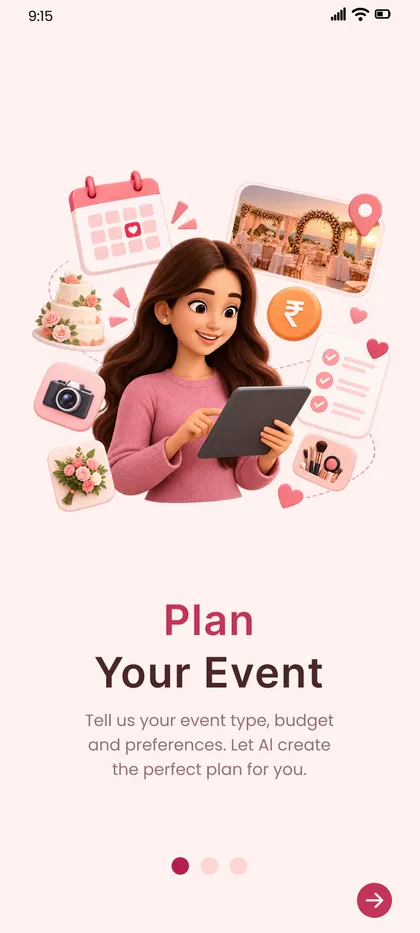 9:15
₹
Plan
Your Event
Tell us your event type, budget
and preferences. Let AI create
the perfect plan for you.